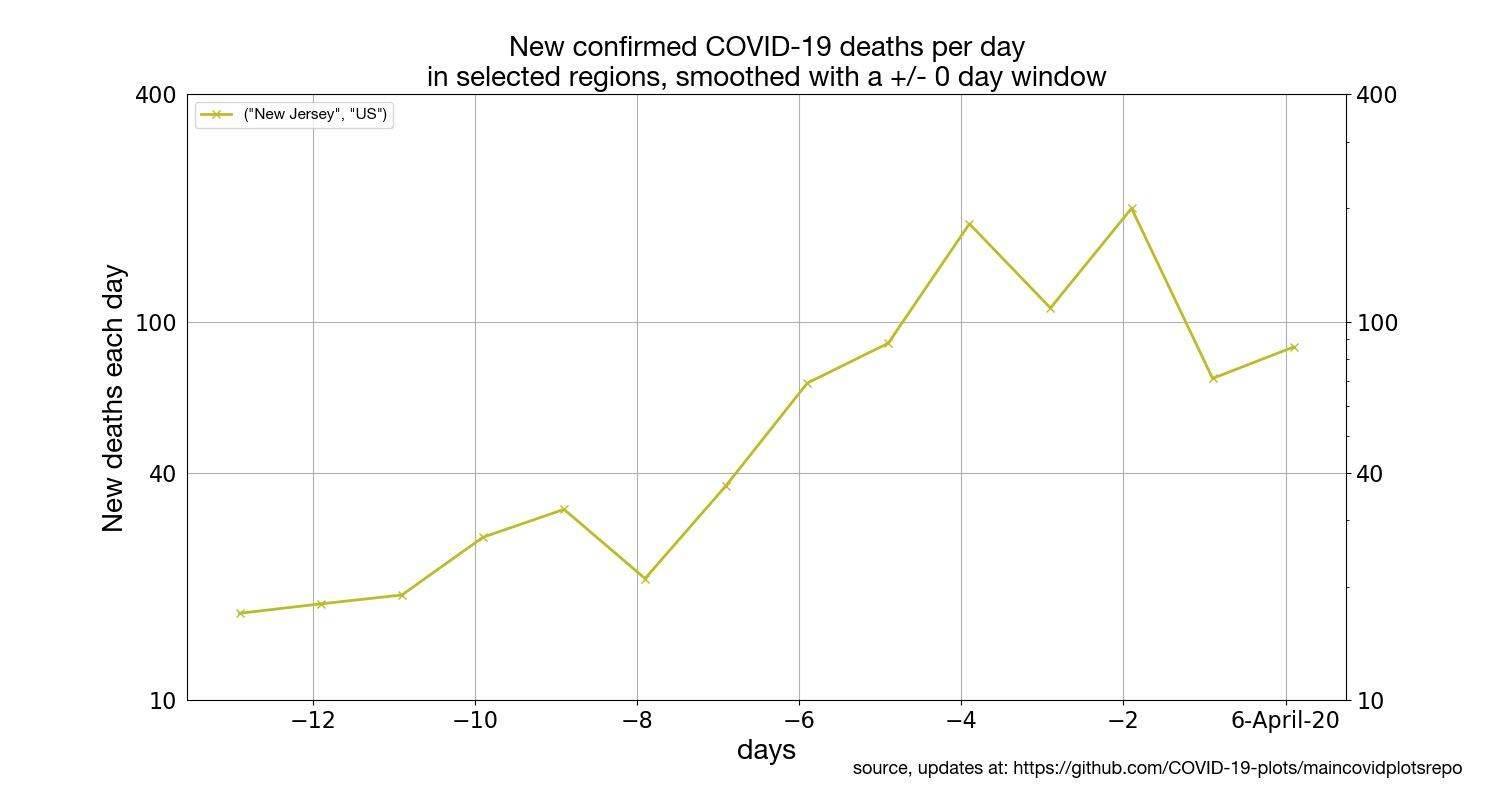 New confirmed COVID-19 deaths per day
in selected regions, smoothed with a +/- 0 day window
400
400
("New Jersey", "US")
New deaths each day
100
100
40
40
10
10
−12
−10
−8
−6
−4
−2
6-April-20
days
source, updates at: https://github.com/COVID-19-plots/maincovidplotsrepo